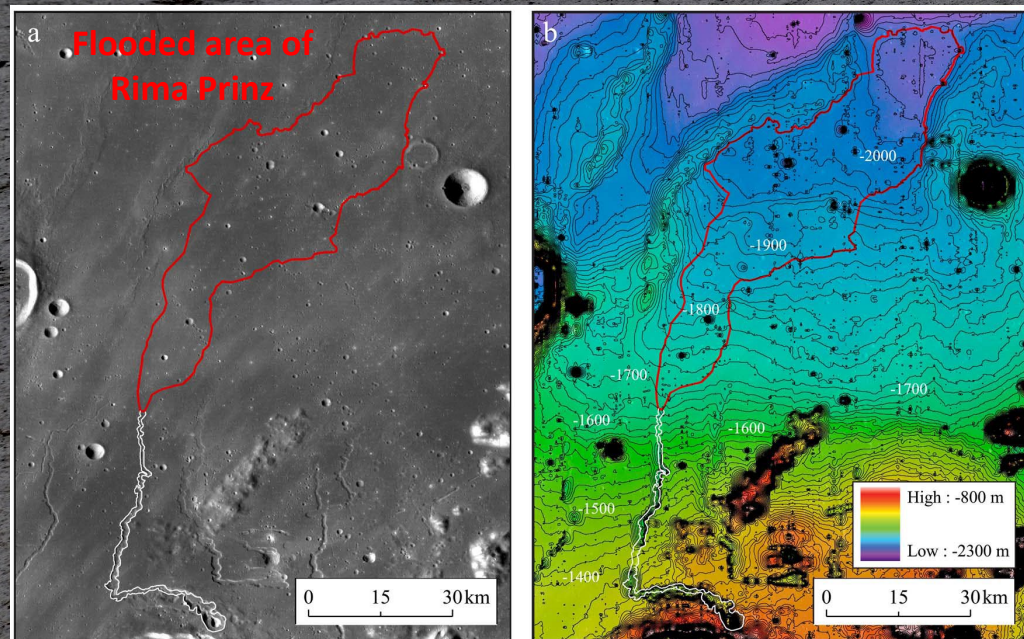 a
Flooded area of
Rima Prinz
0 15 30 km
b
-2000
-1900
-1800
-1700
-1700
-1600
-1600
-1500
-1400
High : -800 m
Low : -2300 m
0 15 30 km